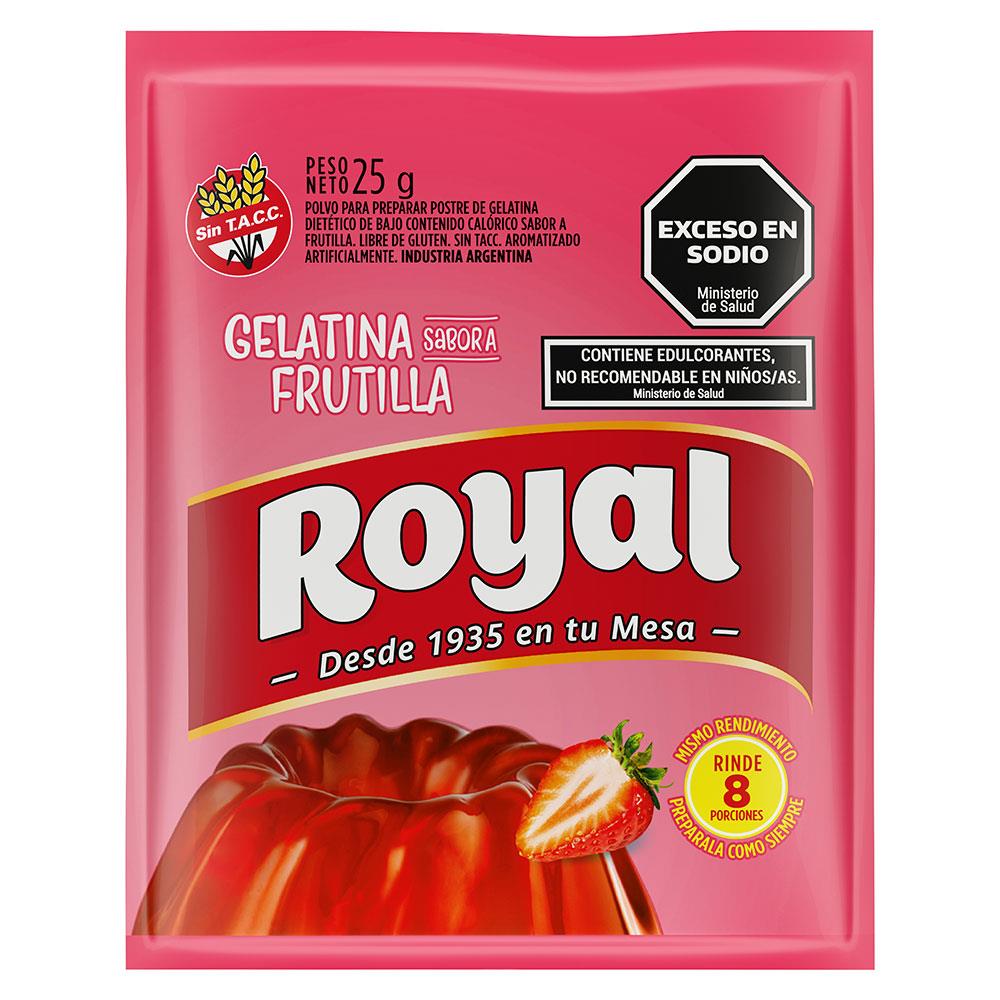 Sin T.A.C.C.
PESO
NETO 25 g
POLVO PARA PREPARAR POSTRE DE GELATINA
DIETÉTICO DE BAJO CONTENIDO CALÓRICO SABOR A
FRUTILLA. LIBRE DE GLUTEN. SIN TACC. AROMATIZADO
ARTIFICIALMENTE. INDUSTRIA ARGENTINA
EXCESO EN
SODIO
Ministerio
de Salud
CONTIENE EDULCORANTES,
NO RECOMENDABLE EN NIÑOS/AS.
Ministerio de Salud
GELATINA SABOR A
FRUTILLA
Royal
— Desde 1935 en tu Mesa —
MISMO RENDIMIENTO
RINDE
8
PORCIONES
PREPARALA COMO SIEMPRE